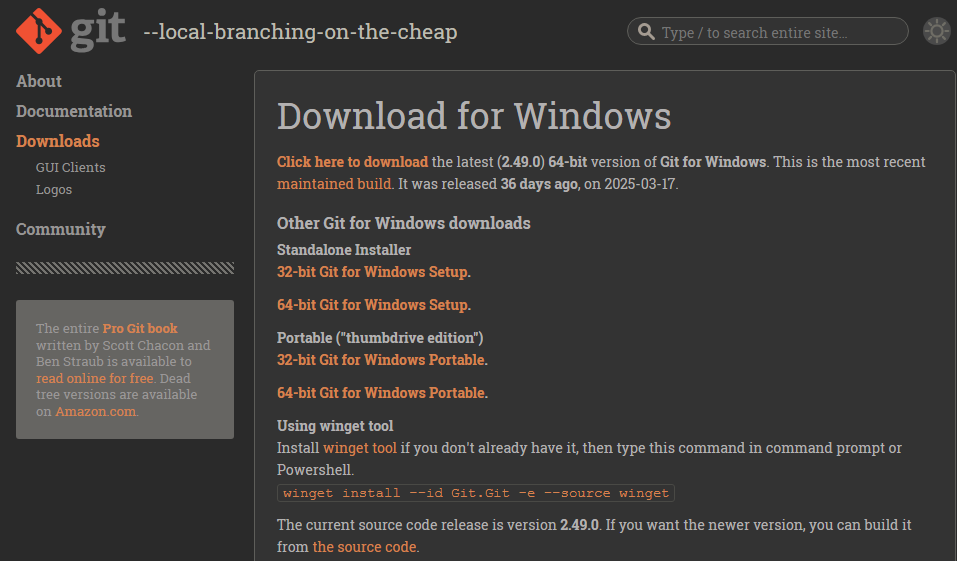 git --local-branching-on-the-cheap
Type / to search entire site...
About
Documentation
Downloads
GUI Clients
Logos
Community
The entire Pro Git book
written by Scott Chacon and
Ben Straub is available to
read online for free. Dead
tree versions are available
on Amazon.com.
Download for Windows
Click here to download the latest (2.49.0) 64-bit version of Git for Windows. This is the most recent
maintained build. It was released 36 days ago, on 2025-03-17.
Other Git for Windows downloads
Standalone Installer
32-bit Git for Windows Setup.
64-bit Git for Windows Setup.
Portable ("thumbdrive edition")
32-bit Git for Windows Portable.
64-bit Git for Windows Portable.
Using winget tool
Install winget tool if you don't already have it, then type this command in command prompt or
Powershell.
winget install --id Git.Git -e --source winget
The current source code release is version 2.49.0. If you want the newer version, you can build it
from the source code.